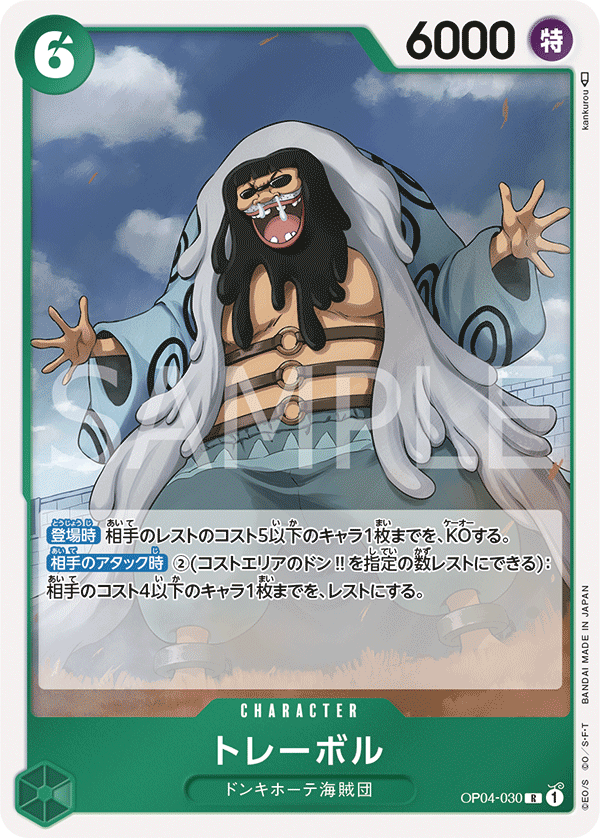 6
6000 特
kankurou
SAMPLE
登場時 相手のレストのコスト5以下のキャラ1枚までを、KOする。
相手のアタック時 ②(コストエリアのドン!!を指定の数レストにできる):
相手のコスト4以下のキャラ1枚までを、レストにする。
CHARACTER
トレーボル
ドンキホーテ海賊団
OP04-030 R 1
©E.O/S ©O/S・F・T BANDAI MADE IN JAPAN